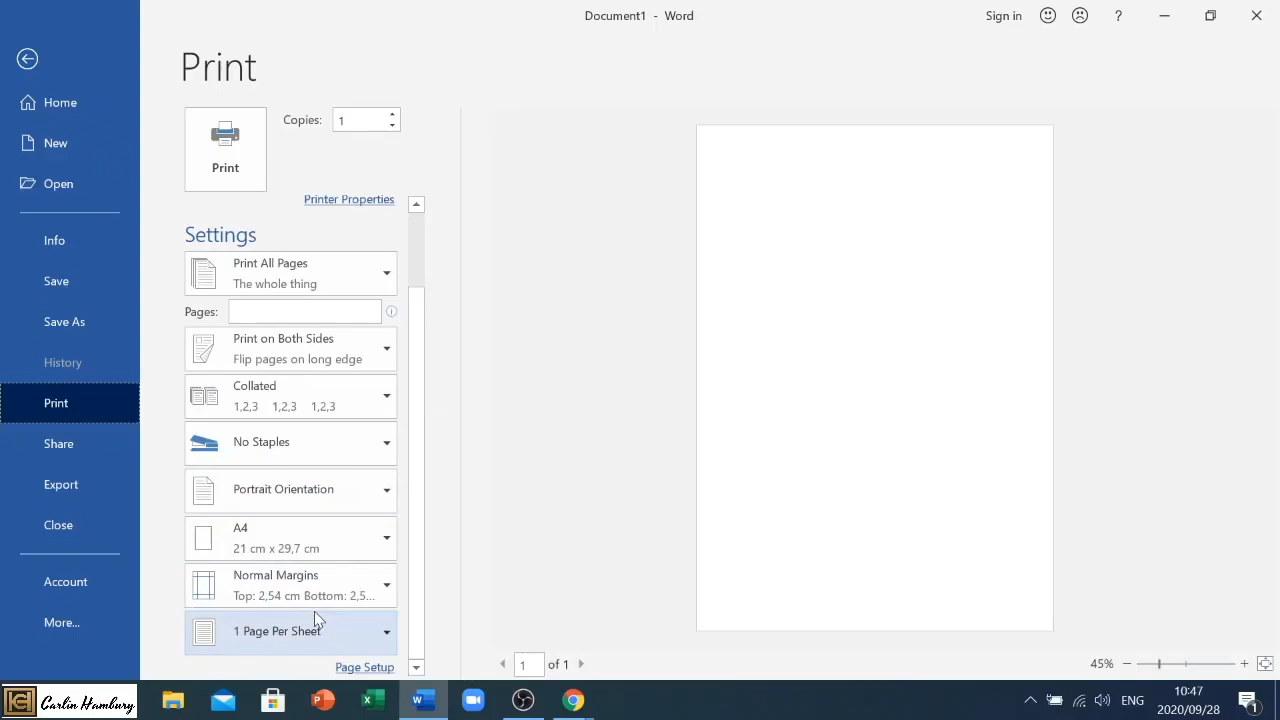 Document1 - Word
Sign in
?
Print
Home
New
Open
Info
Save
Save As
History
Print
Share
Export
Close
Account
More...
Print
Copies: 1
Printer Properties
Settings
Print All Pages
The whole thing
Pages:
Print on Both Sides
Flip pages on long edge
Collated
1,2,3 1,2,3 1,2,3
No Staples
Portrait Orientation
A4
21 cm x 29,7 cm
Normal Margins
Top: 2,54 cm Bottom: 2,5...
1 Page Per Sheet
Page Setup
1 of 1
45%
Carlin Hambury
ENG
10:47
2020/09/28
1